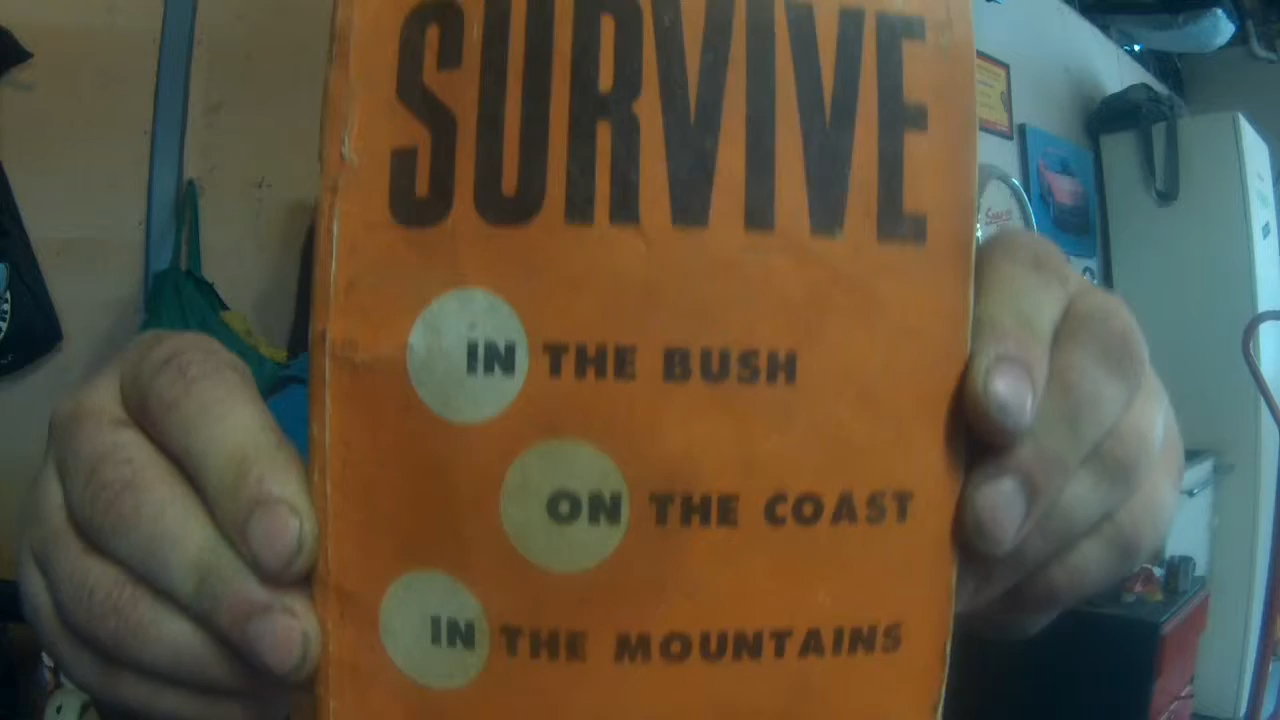 SURVIVE
IN THE BUSH
ON THE COAST
IN THE MOUNTAINS